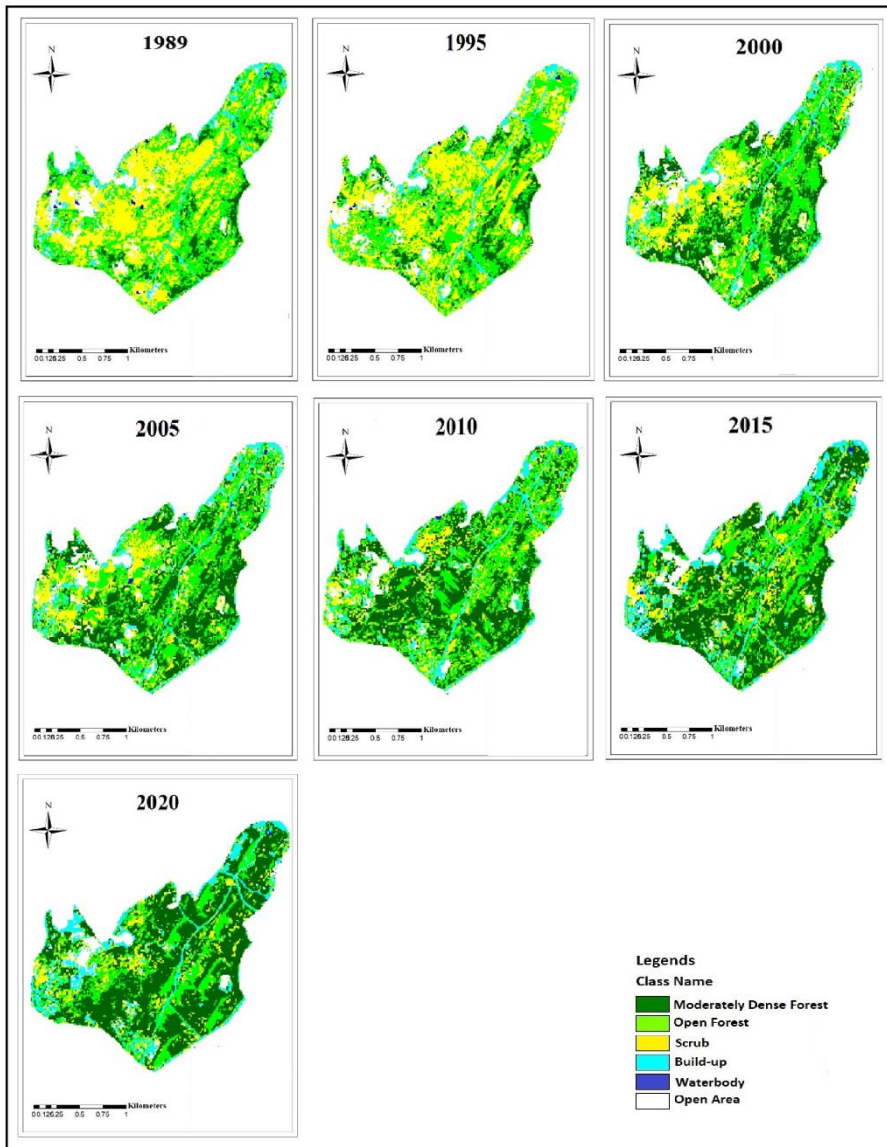 1989
N
Kilometers
0 0.125 0.25 0.5 0.75 1
1995
N
Kilometers
0 0.125 0.25 0.5 0.75 1
2000
N
Kilometers
0 0.125 0.25 0.5 0.75 1
2005
N
Kilometers
0 0.125 0.25 0.5 0.75 1
2010
N
Kilometers
0 0.125 0.25 0.5 0.75 1
2015
N
Kilometers
0 0.125 0.25 0.5 0.75 1
2020
N
Kilometers
0 0.125 0.25 0.5 0.75 1
Legends
Class Name
Moderately Dense Forest
Open Forest
Scrub
Build-up
Waterbody
Open Area